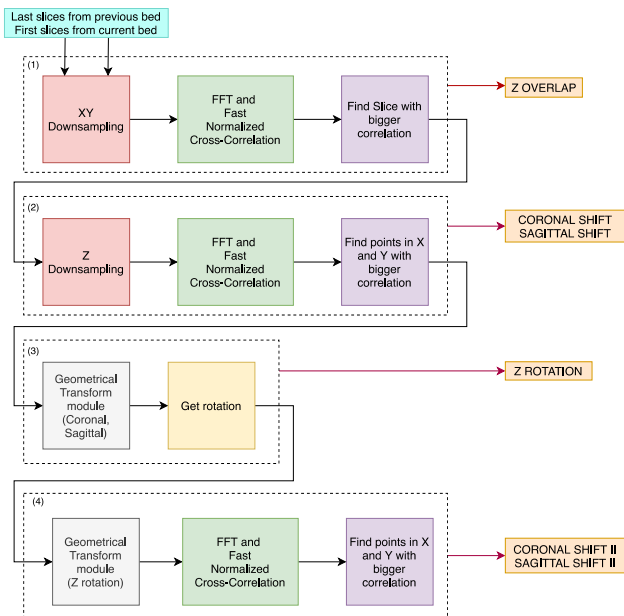 Last slices from previous bed
First slices from current bed
(1)
XY
Downsampling
FFT and
Fast
Normalized
Cross-Correlation
Find Slice with
bigger
correlation
Z OVERLAP
(2)
Z
Downsampling
FFT and
Fast
Normalized
Cross-Correlation
Find points in X
and Y with
bigger
correlation
CORONAL SHIFT
SAGITTAL SHIFT
(3)
Geometrical
Transform
module
(Coronal,
Sagittal)
Get rotation
Z ROTATION
(4)
Geometrical
Transform
module
(Z rotation)
FFT and
Fast
Normalized
Cross-Correlation
Find points in X
and Y with
bigger
correlation
CORONAL SHIFT II
SAGITTAL SHIFT II